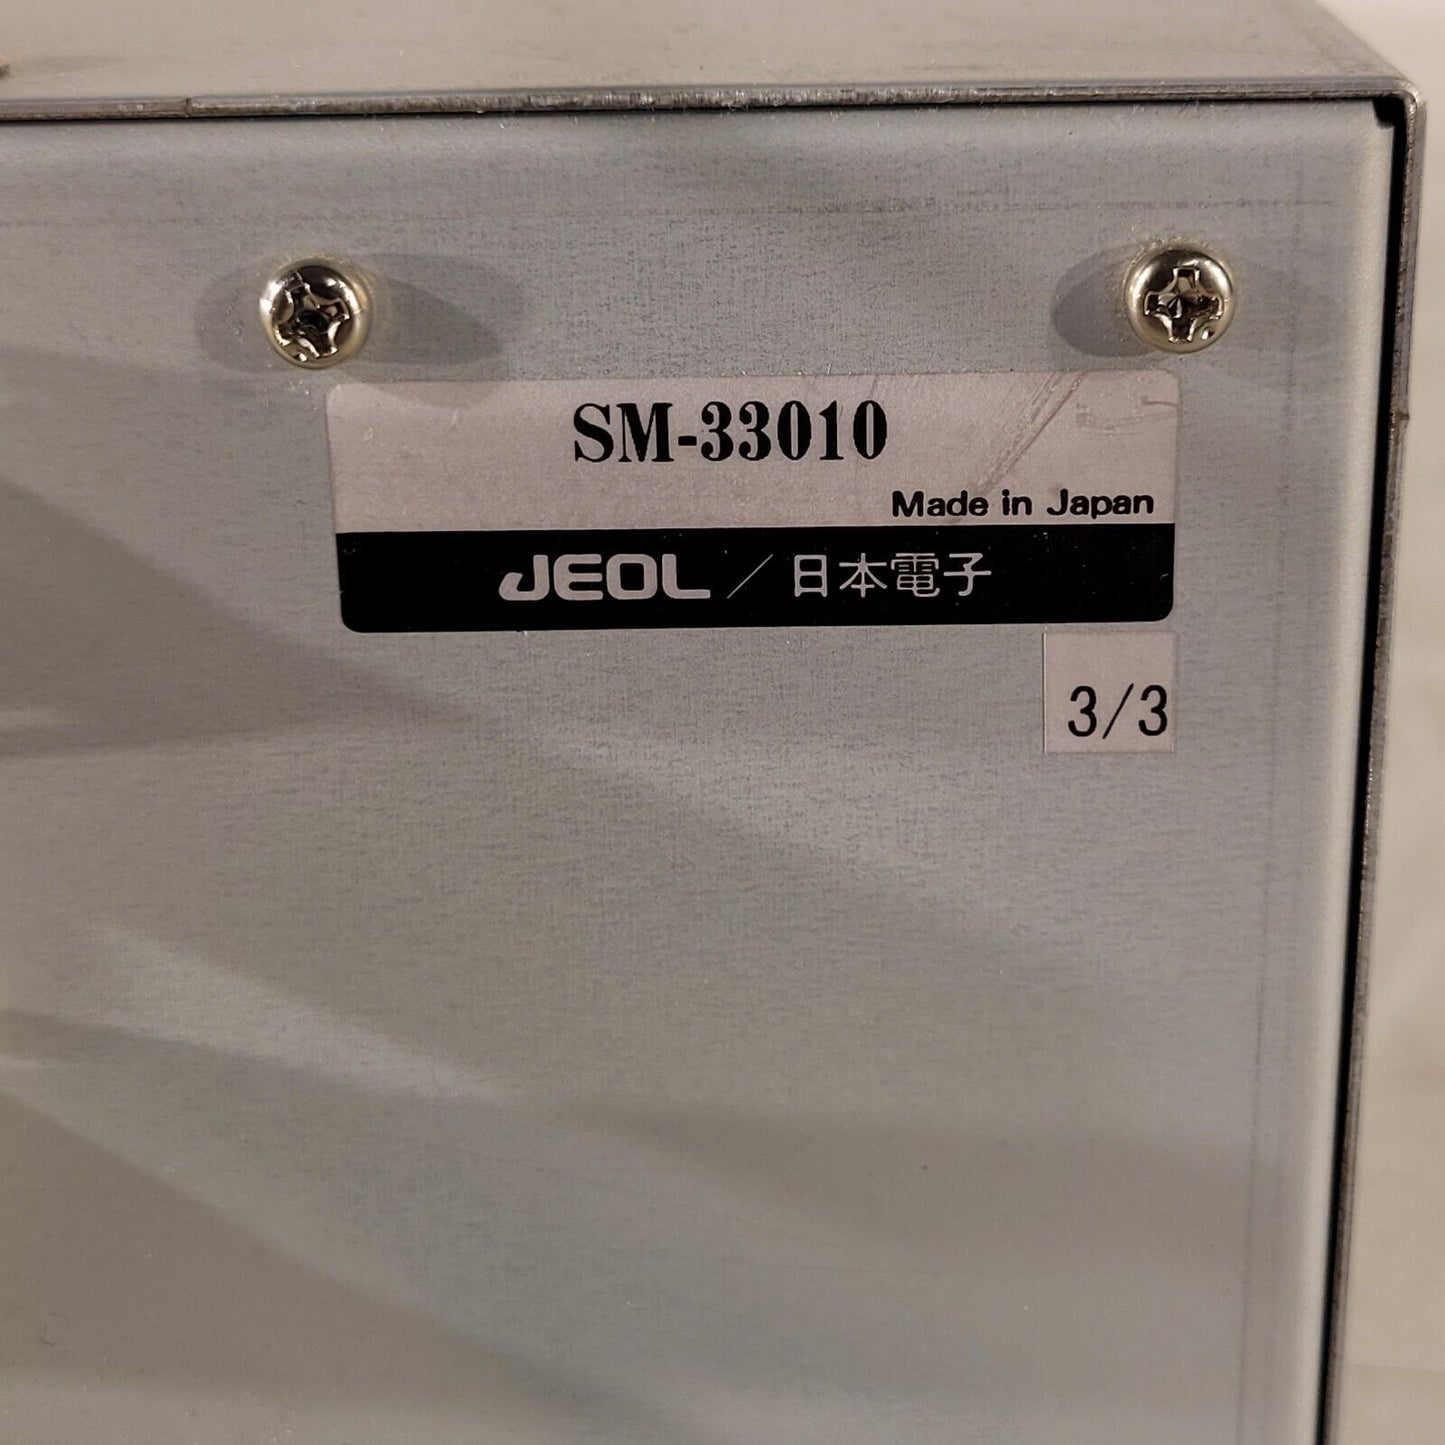 SM-33010
Made in Japan
JEOL / 日本電子
3/3